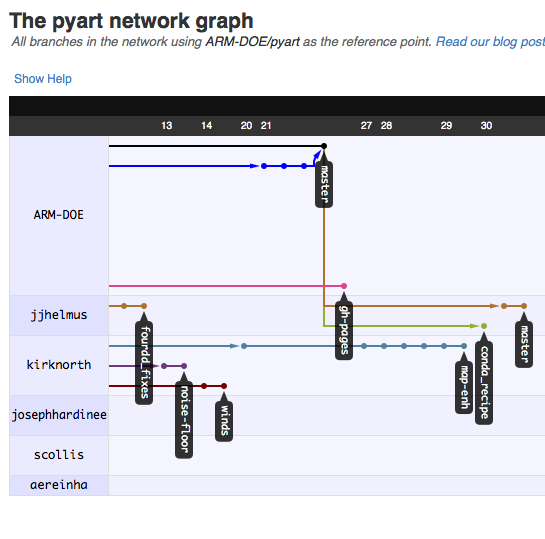 The pyart network graph
All branches in the network using ARM-DOE/pyart as the reference point. Read our blog post
Show Help
13 14 20 21 27 28 29 30
ARM-DOE
master
gh-pages
jjhelmus
fourdd_fixes
master
conda_recipe
kirknorth
noise-floor
winds
map-enh
josephhardinee
scollis
aereinha